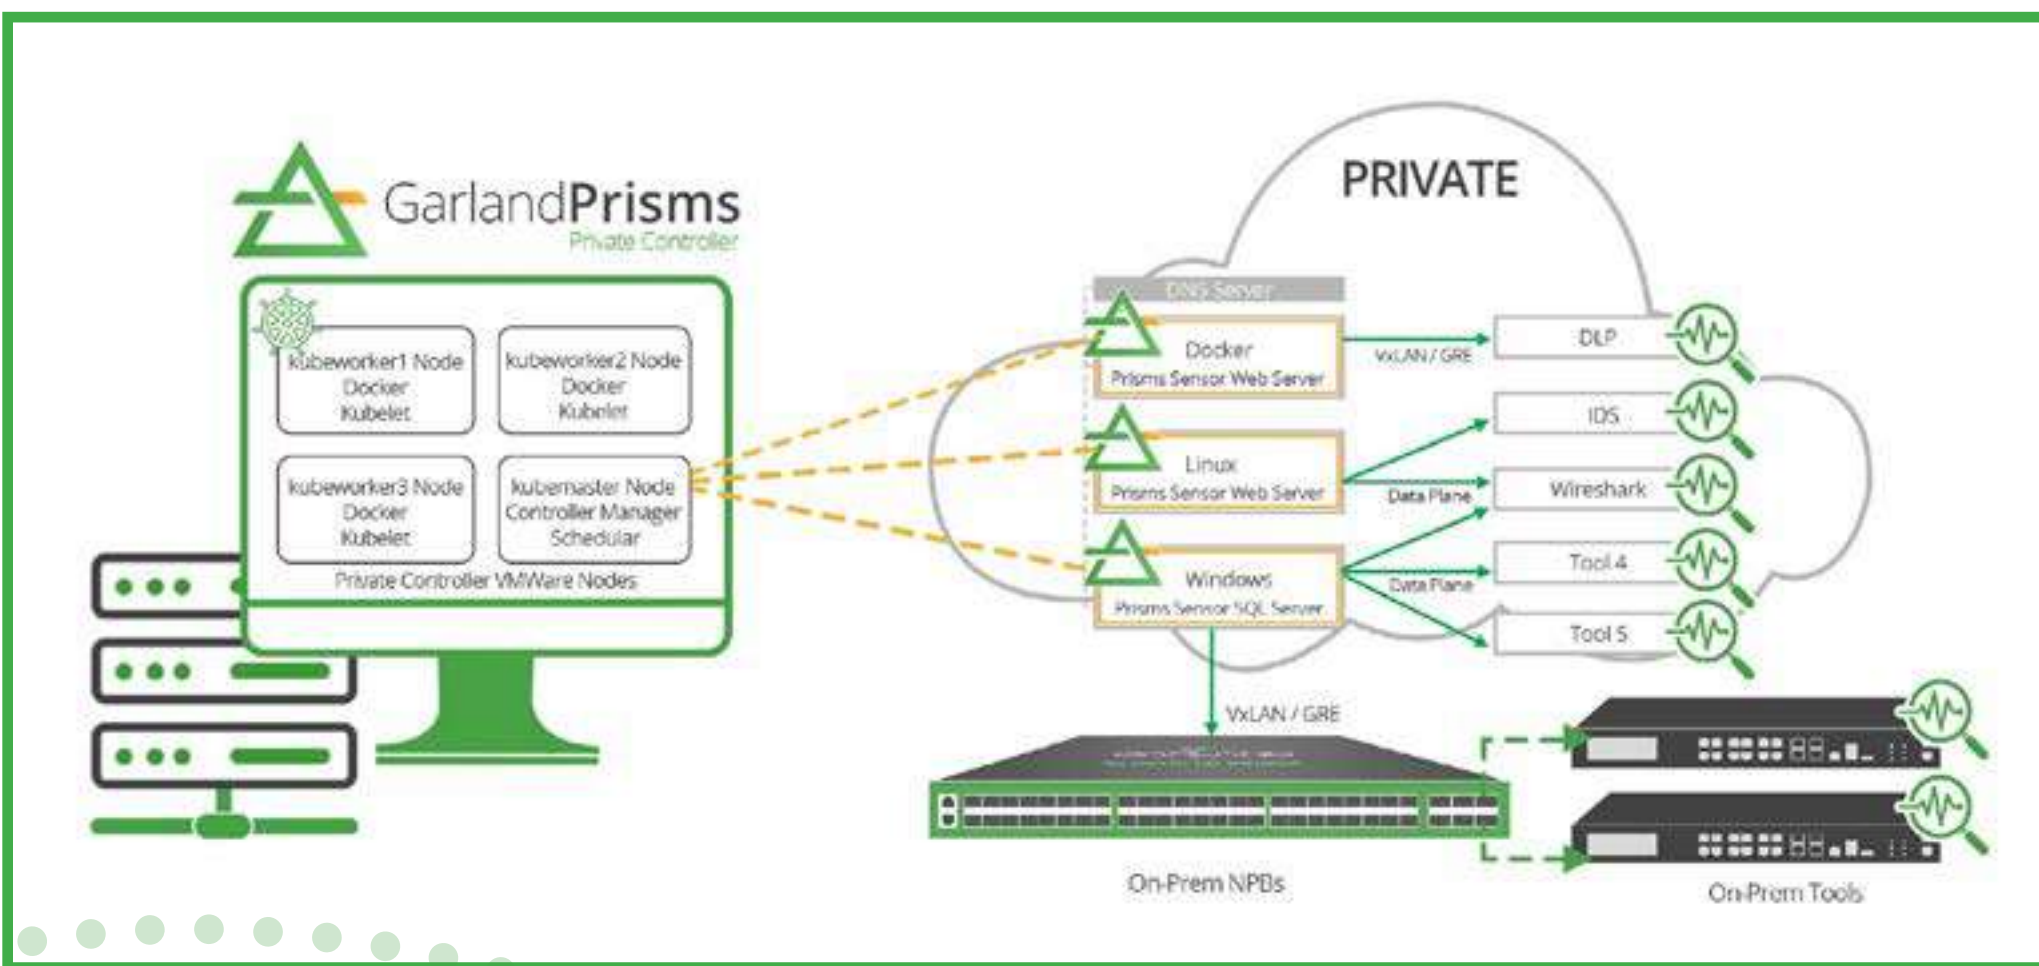 GarlandPrisms
Private Controller
kubeworker1 Node
Docker
Kubelet
kubeworker2 Node
Docker
Kubelet
kubeworker3 Node
Docker
Kubelet
kubemaster Node
Controller Manager
Schedular
Private Controller VMWare Nodes
PRIVATE
DNS Server
Docker
Prisms Sensor Web Server
Linux
Prisms Sensor Web Server
Windows
Prisms Sensor SQL Server
VxLAN / GRE
Data Plane
Data Plane
DLP
IDS
Wireshark
Tool 4
Tool 5
VxLAN / GRE
On-Prem NPBs
On-Prem Tools